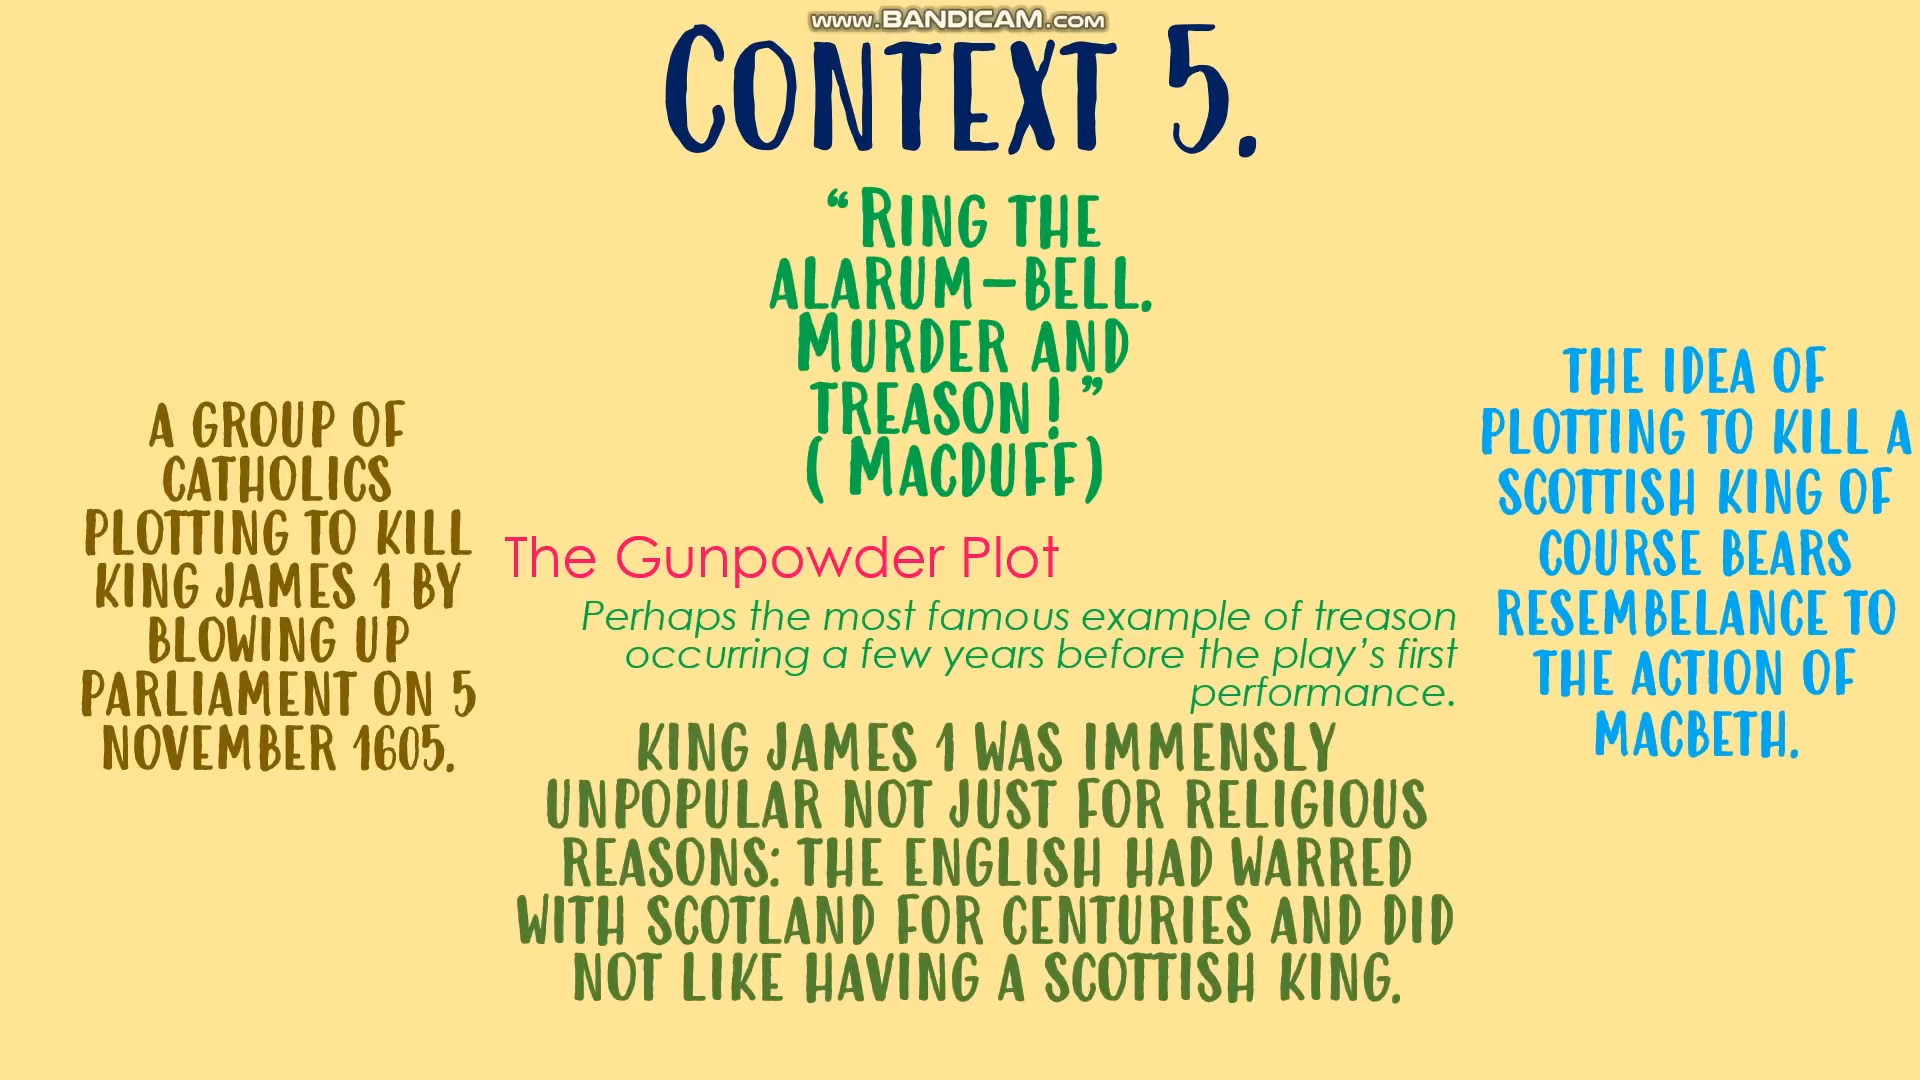 www.BANDICAM.com
CONTEXT 5.
“RING THE
ALARUM-BELL.
MURDER AND
TREASON!”
(MACDUFF)
A GROUP OF
CATHOLICS
PLOTTING TO KILL
KING JAMES 1 BY
BLOWING UP
PARLIAMENT ON 5
NOVEMBER 1605.
The Gunpowder Plot
Perhaps the most famous example of treason
occurring a few years before the play’s first
performance.
KING JAMES 1 WAS IMMENSLY
UNPOPULAR NOT JUST FOR RELIGIOUS
REASONS: THE ENGLISH HAD WARRED
WITH SCOTLAND FOR CENTURIES AND DID
NOT LIKE HAVING A SCOTTISH KING.
THE IDEA OF
PLOTTING TO KILL A
SCOTTISH KING OF
COURSE BEARS
RESEMBELANCE TO
THE ACTION OF
MACBETH.